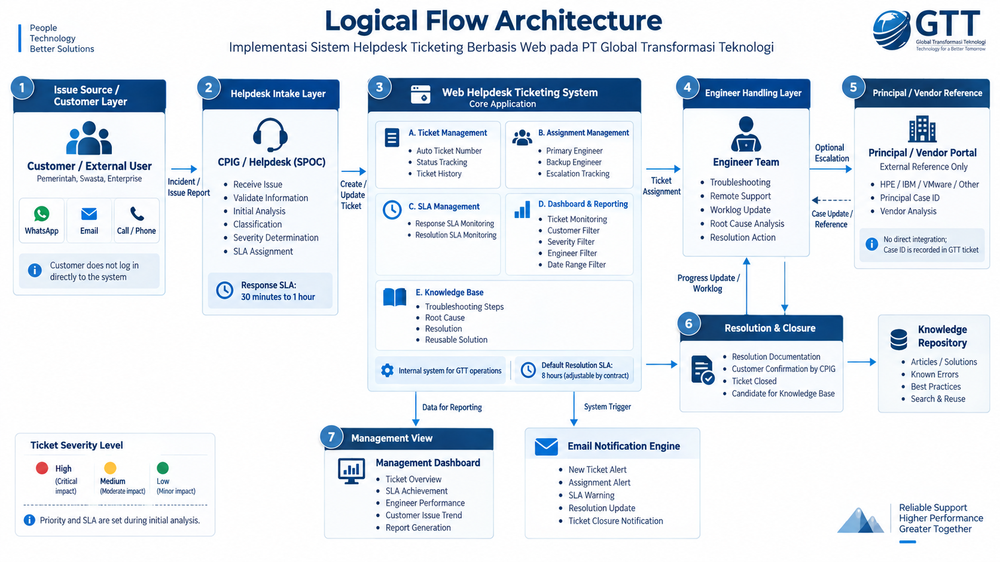 People
Technology
Better Solutions
Logical Flow Architecture
Implementasi Sistem Helpdesk Ticketing Berbasis Web pada PT Global Transformasi Teknologi
GTT
Global Transformasi Teknologi
Technology for a Better Tomorrow
1
Issue Source /
Customer Layer
Customer / External User
Pemerintah, Swasta, Enterprise
WhatsApp
Email
Call / Phone
Customer does not log in
directly to the system
Incident /
Issue Report
2
Helpdesk Intake Layer
CPIG / Helpdesk (SPOC)
• Receive Issue
• Validate Information
• Initial Analysis
• Classification
• Severity Determination
• SLA Assignment
Response SLA:
30 minutes to 1 hour
Create /
Update
Ticket
3
Web Helpdesk Ticketing System
Core Application
A. Ticket Management
• Auto Ticket Number
• Status Tracking
• Ticket History
B. Assignment Management
• Primary Engineer
• Backup Engineer
• Escalation Tracking
C. SLA Management
• Response SLA Monitoring
• Resolution SLA Monitoring
D. Dashboard & Reporting
• Ticket Monitoring
• Customer Filter
• Severity Filter
• Engineer Filter
• Date Range Filter
E. Knowledge Base
• Troubleshooting Steps
• Root Cause
• Resolution
• Reusable Solution
Internal system for GTT operations
Default Resolution SLA:
8 hours (adjustable by contract)
Ticket
Assignment
4
Engineer Handling Layer
Engineer Team
• Troubleshooting
• Remote Support
• Worklog Update
• Root Cause Analysis
• Resolution Action
Optional
Escalation
Case Update /
Reference
5
Principal / Vendor Reference
Principal / Vendor Portal
External Reference Only
• HPE / IBM / VMware / Other
• Principal Case ID
• Vendor Analysis
No direct integration;
Case ID is recorded in GTT ticket
Progress Update /
Worklog
6
Resolution & Closure
• Resolution Documentation
• Customer Confirmation by CPIG
• Ticket Closed
• Candidate for Knowledge Base
Knowledge
Repository
• Articles / Solutions
• Known Errors
• Best Practices
• Search & Reuse
Data for Reporting
System Trigger
7
Management View
Management Dashboard
• Ticket Overview
• SLA Achievement
• Engineer Performance
• Customer Issue Trend
• Report Generation
Email Notification Engine
• New Ticket Alert
• Assignment Alert
• SLA Warning
• Resolution Update
• Ticket Closure Notification
Ticket Severity Level
High
(Critical
impact)
Medium
(Moderate impact)
Low
(Minor impact)
Priority and SLA are set during initial analysis.
Reliable Support
Higher Performance
Greater Together